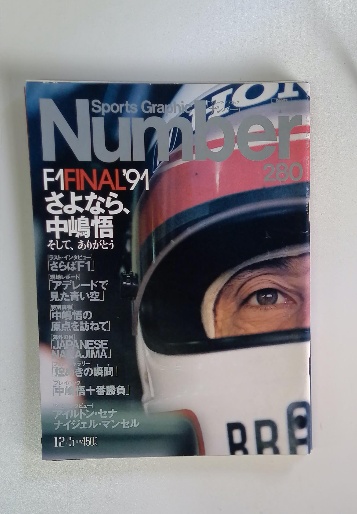 Sports Graphic
Number
280
F-1 FINAL '91
さよなら、
中嶋悟
そして、ありがとう
「さらばF1」
「アデレードで
見た青い空」
「中嶋悟の
原点を訪ねて」
「JAPANESE
NAKAJIMA」
「中嶋悟十番勝負」
アイルトン・セナ
ナイジェル・マンセル
12